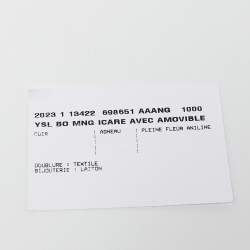 2023 1 13422 698651 AAANG 1000
YSL BO MNG ICARE AVEC AMOVIBLE
CUIR | AGNEAU | PLEINE FLEUR ANILINE
DOUBLURE : TEXTILE
BIJOUTERIE : LAITON